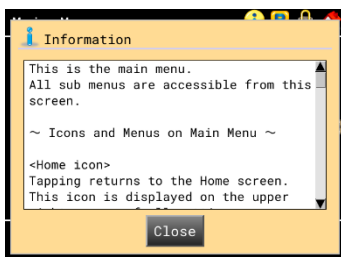 Information
This is the main menu.
All sub menus are accessible from this
screen.
~ Icons and Menus on Main Menu ~
<Home icon>
Tapping returns to the Home screen.
This icon is displayed on the upper
Close